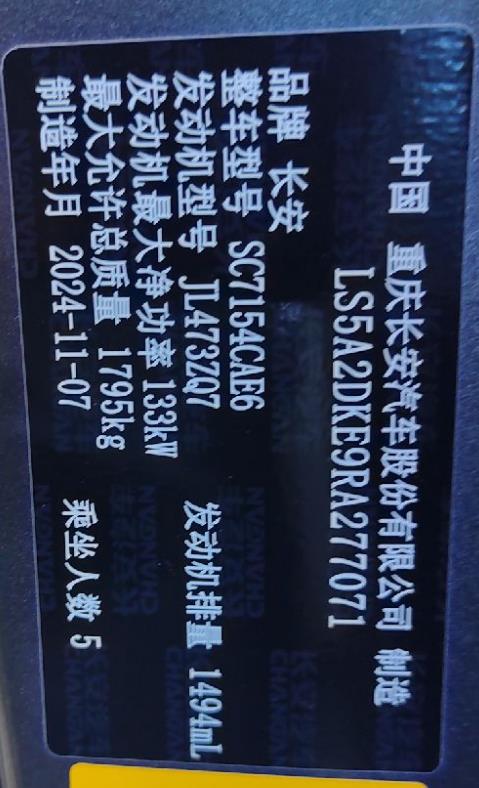 中国 重庆长安汽车股份有限公司 制造
LS5A2DKE9RA277071
品牌 长安
整车型号 SC7154CAE6
发动机型号 JL473ZQ7 发动机排量 1494mL
发动机最大净功率 133kW
最大允许总质量 1795kg
制造年月 2024-11-07 乘坐人数 5